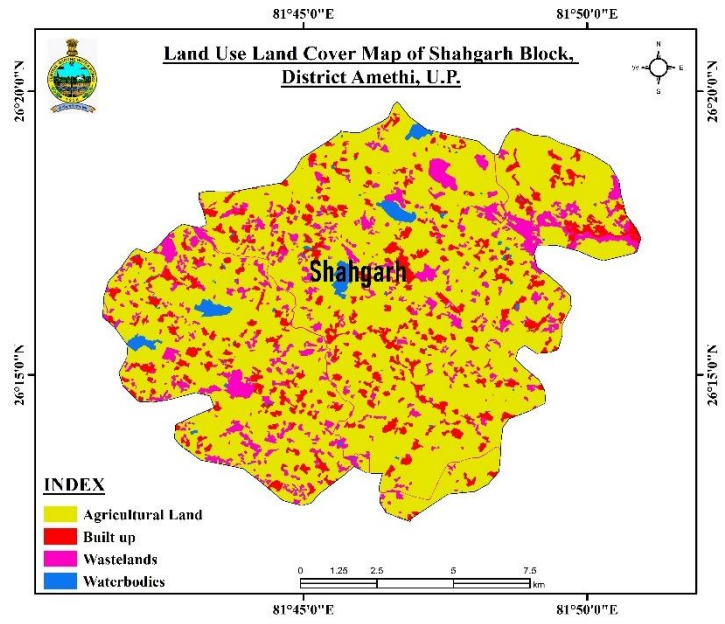 81°45'0"E 81°50'0"E
Land Use Land Cover Map of Shahgarh Block,
District Amethi, U.P.
N
W E
S
26°20'0"N 26°20'0"N
Shahgarh
26°15'0"N 26°15'0"N
INDEX
Agricultural Land
Built up
Wastelands
Waterbodies
0 1.25 2.5 5 7.5
km
81°45'0"E 81°50'0"E